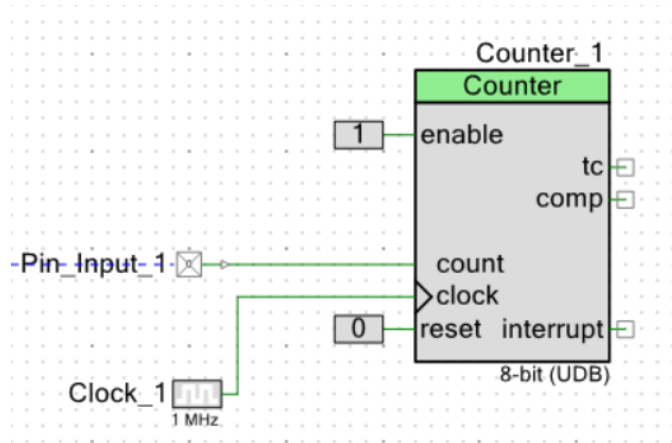 Counter_1
Counter
1
enable
tc
comp
Pin_Input_1
count
clock
0
reset
interrupt
8-bit (UDB)
Clock_1
1 MHz